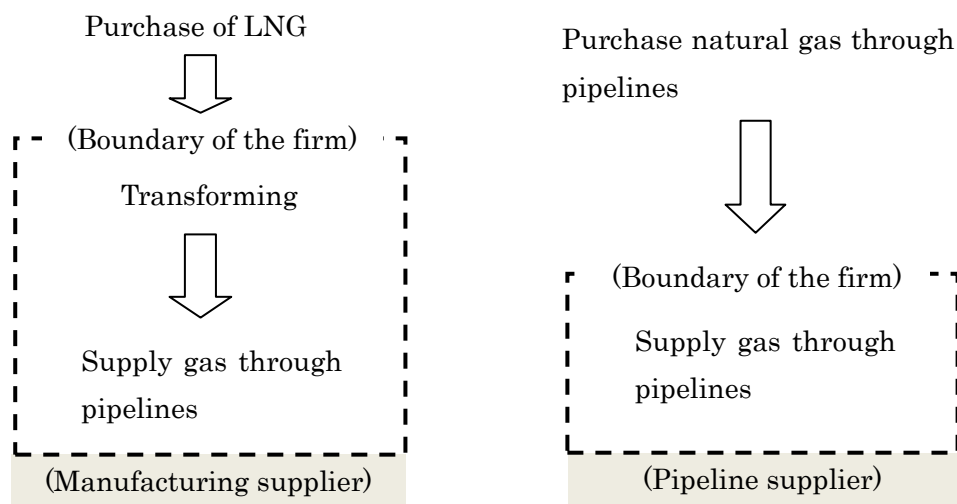 Purchase of LNG
(Boundary of the firm)
Transforming
Supply gas through
pipelines
(Manufacturing supplier)
Purchase natural gas through
pipelines
(Boundary of the firm)
Supply gas through
pipelines
(Pipeline supplier)